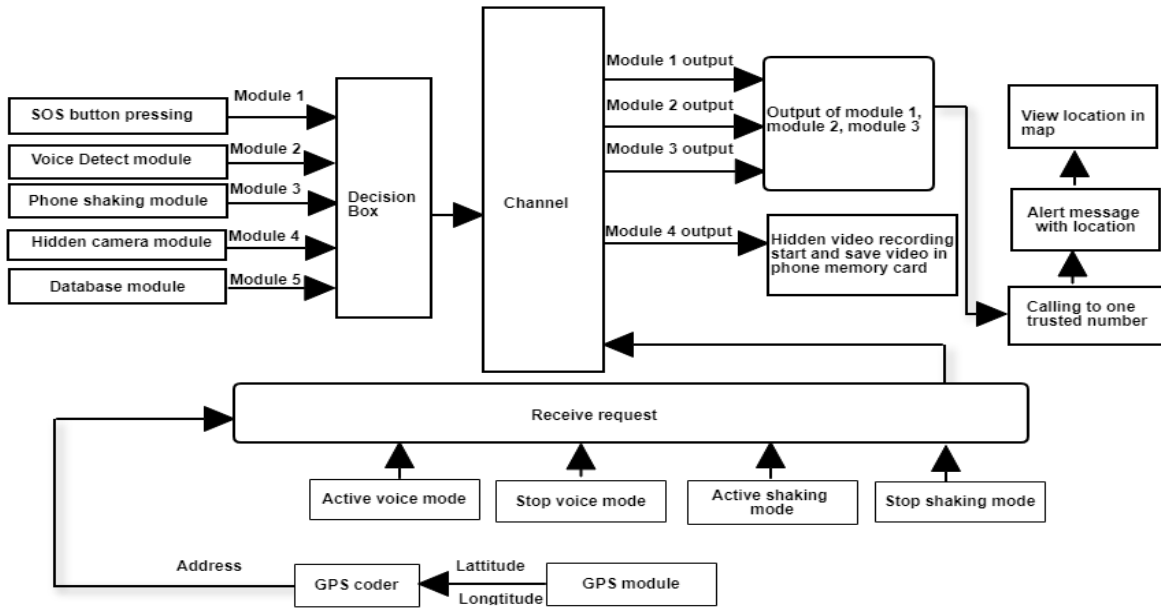 SOS button pressing
Voice Detect module
Phone shaking module
Hidden camera module
Database module
Module 1
Module 2
Module 3
Module 4
Module 5
Decision
Box
Channel
Module 1 output
Module 2 output
Module 3 output
Module 4 output
Output of module 1,
module 2, module 3
Hidden video recording
start and save video in
phone memory card
View location in
map
Alert message
with location
Calling to one
trusted number
Receive request
Active voice mode
Stop voice mode
Active shaking
mode
Stop shaking mode
Address
GPS coder
Lattitude
Longtitude
GPS module